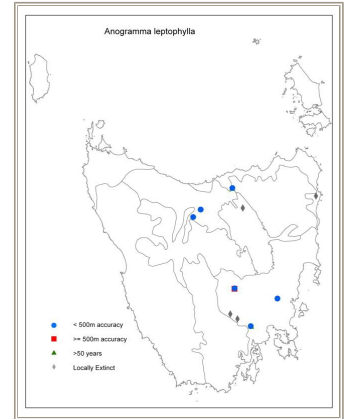 Anogramma leptophylla
< 500m accuracy
>= 500m accuracy
>50 years
Locally Extinct